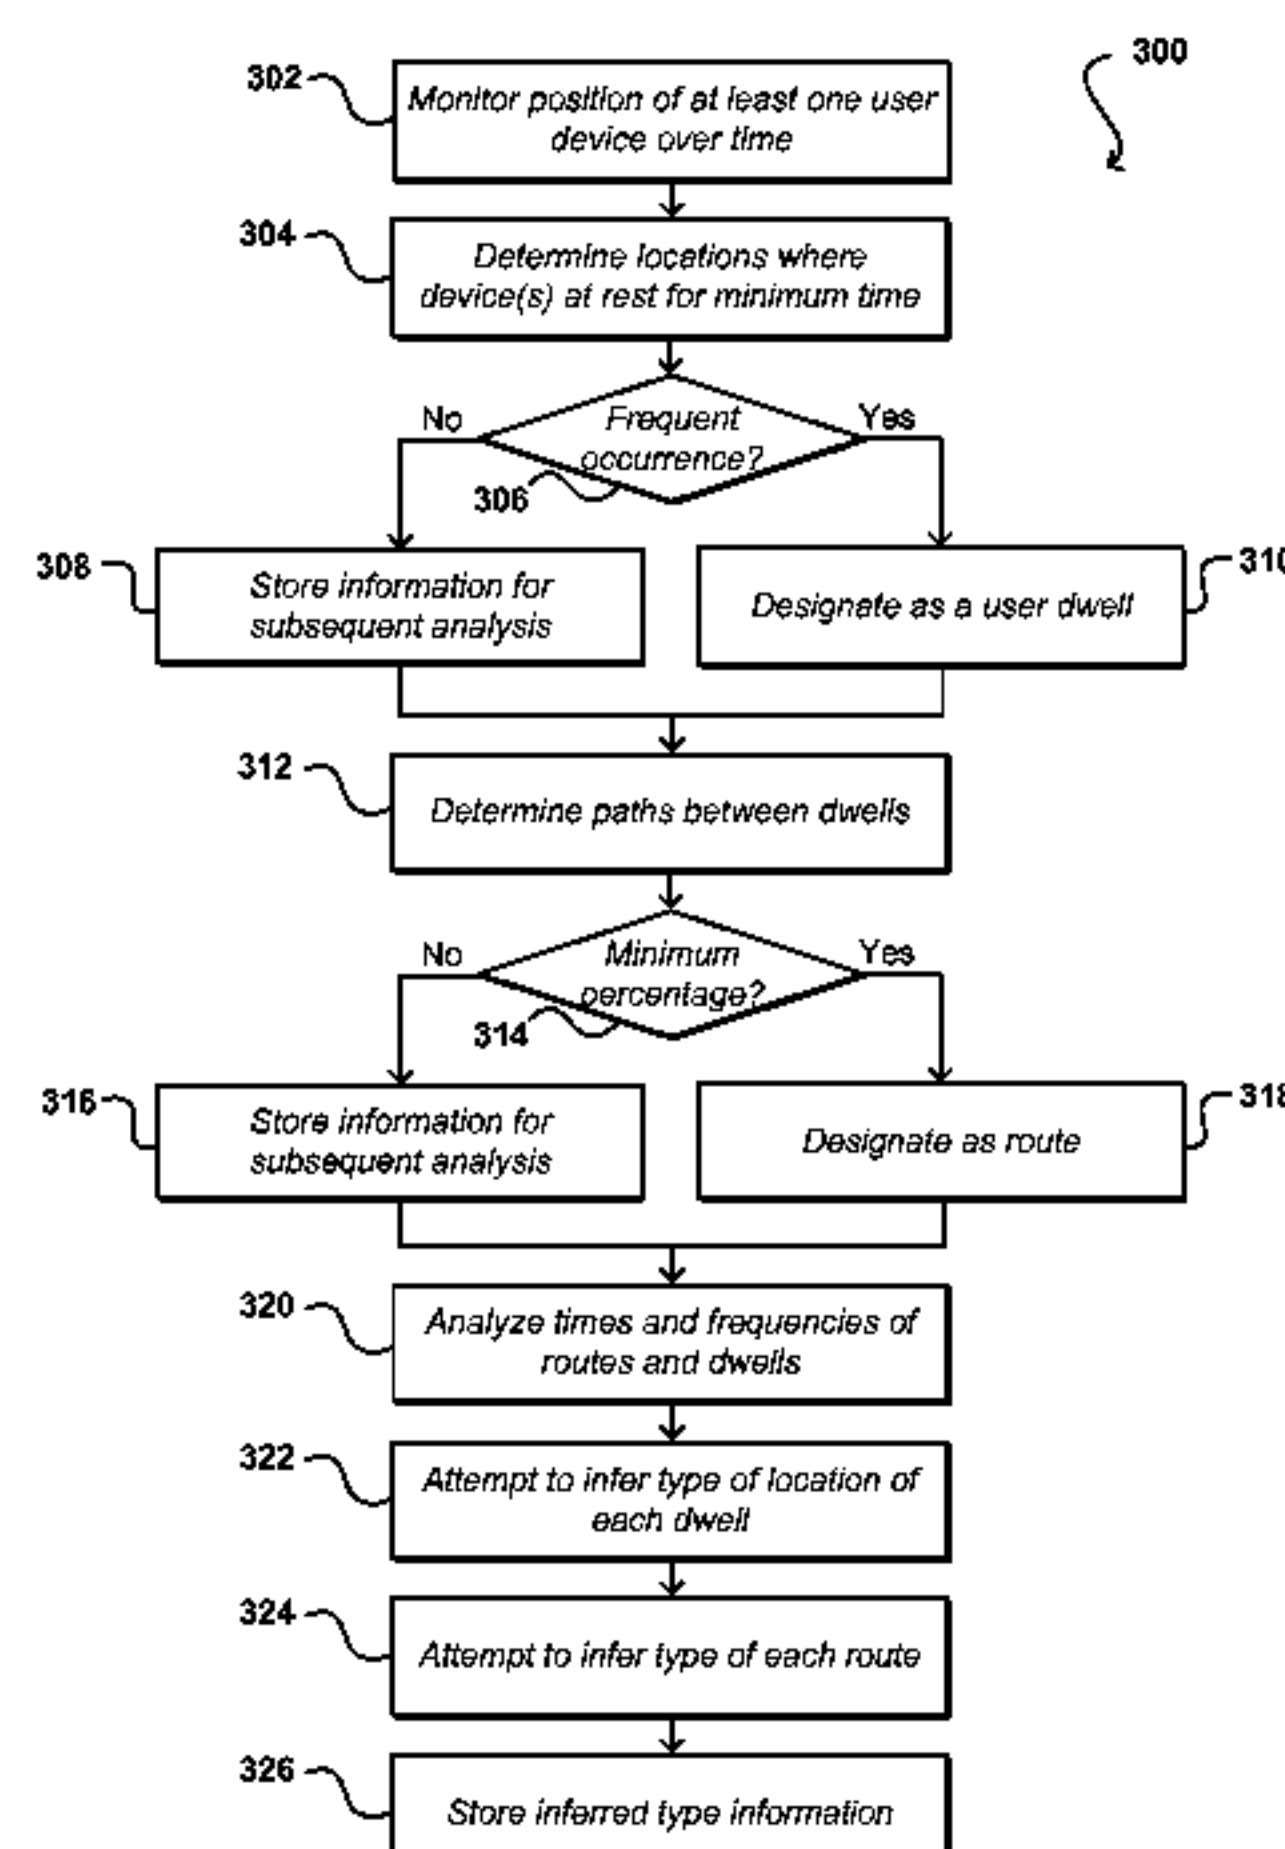 300
302
Monitor position of at least one user
device over time
304
Determine locations where
device(s) at rest for minimum time
No
Frequent
occurrence?
Yes
306
308
Store information for
subsequent analysis
Designate as a user dwell
310
312
Determine paths between dwells
No
Minimum
percentage?
Yes
314
316
Store information for
subsequent analysis
Designate as route
318
320
Analyze times and frequencies of
routes and dwells
322
Attempt to infer type of location of
each dwell
324
Attempt to infer type of each route
326
Store inferred type information